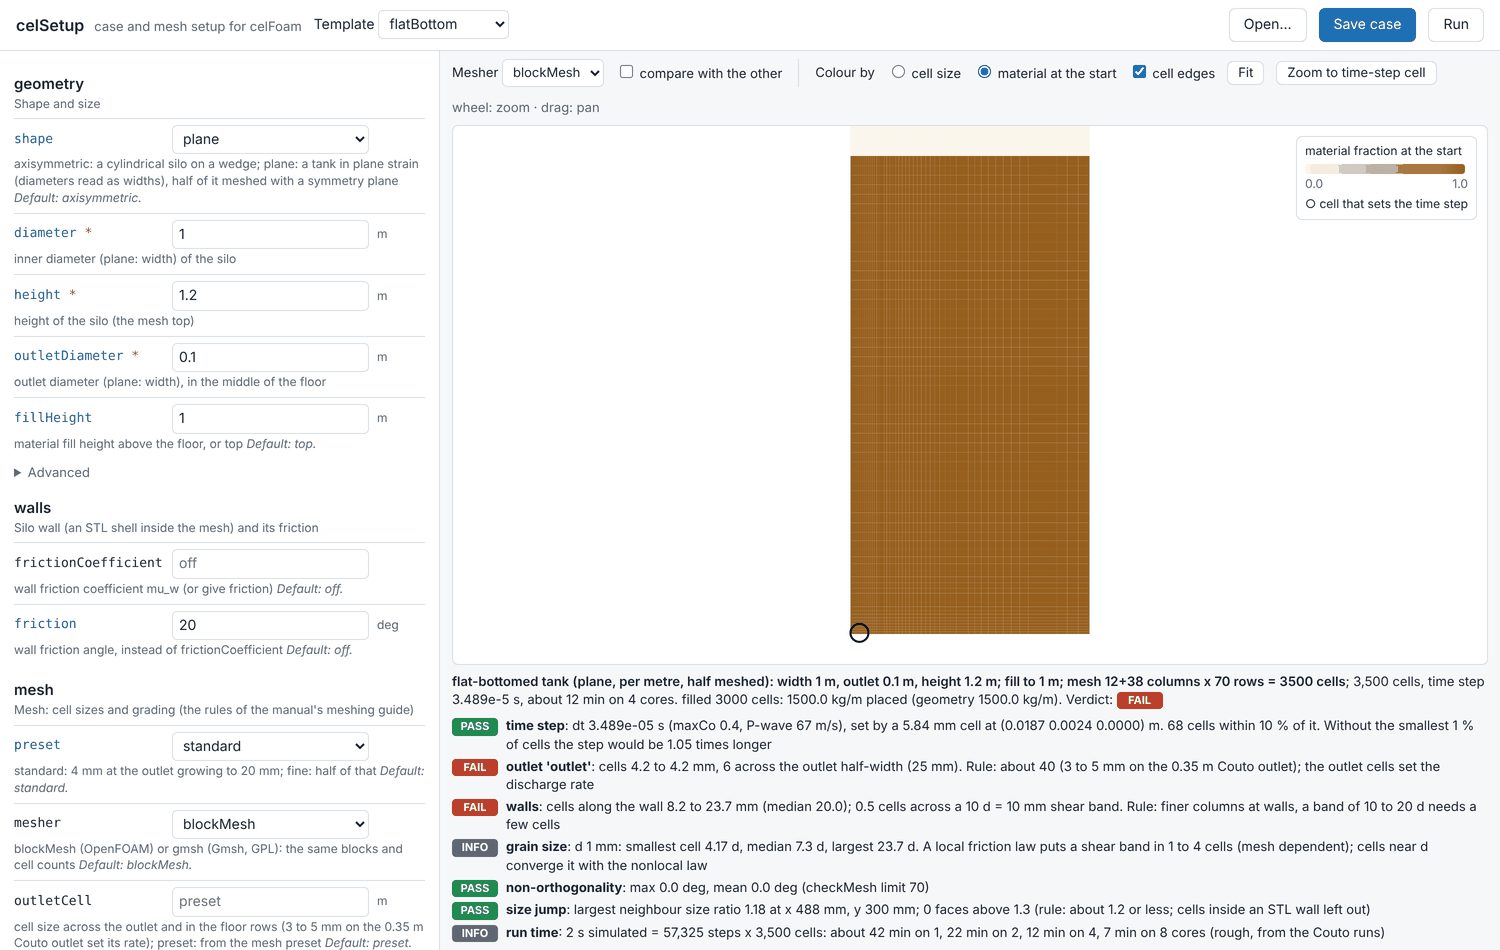 celSetup case and mesh setup for celFoam Template flatBottom Open... Save case Run
geometry
Shape and size
shape plane
axisymmetric: a cylindrical silo on a wedge; plane: a tank in plane strain
(diameters read as widths), half of it meshed with a symmetry plane
Default: axisymmetric.
diameter * 1 m
inner diameter (plane: width) of the silo
height * 1.2 m
height of the silo (the mesh top)
outletDiameter * 0.1 m
outlet diameter (plane: width), in the middle of the floor
fillHeight 1 m
material fill height above the floor, or top Default: top.
▶ Advanced
walls
Silo wall (an STL shell inside the mesh) and its friction
frictionCoefficient off
wall friction coefficient mu_w (or give friction) Default: off.
friction 20 deg
wall friction angle, instead of frictionCoefficient Default: off.
mesh
Mesh: cell sizes and grading (the rules of the manual's meshing guide)
preset standard
standard: 4 mm at the outlet growing to 20 mm; fine: half of that Default:
standard.
mesher blockMesh
blockMesh (OpenFOAM) or gmsh (Gmsh, GPL): the same blocks and
cell counts Default: blockMesh.
outletCell preset m
cell size across the outlet and in the floor rows (3 to 5 mm on the 0.35 m
Couto outlet set its rate); preset: from the mesh preset Default: preset.
Mesher blockMesh compare with the other Colour by cell size material at the start cell edges Fit Zoom to time-step cell
wheel: zoom · drag: pan
material fraction at the start
0.0 1.0
cell that sets the time step
flat-bottomed tank (plane, per metre, half meshed): width 1 m, outlet 0.1 m, height 1.2 m; fill to 1 m; mesh 12+38 columns x 70 rows = 3500 cells; 3,500 cells, time step
3.489e-5 s, about 12 min on 4 cores. filled 3000 cells: 1500.0 kg/m placed (geometry 1500.0 kg/m). Verdict: FAIL
PASS time step: dt 3.489e-05 s (maxCo 0.4, P-wave 67 m/s), set by a 5.84 mm cell at (0.0187 0.0024 0.0000) m. 68 cells within 10 % of it. Without the smallest 1 %
of cells the step would be 1.05 times longer
FAIL outlet 'outlet': cells 4.2 to 4.2 mm, 6 across the outlet half-width (25 mm). Rule: about 40 (3 to 5 mm on the 0.35 m Couto outlet); the outlet cells set the
discharge rate
FAIL walls: cells along the wall 8.2 to 23.7 mm (median 20.0); 0.5 cells across a 10 d = 10 mm shear band. Rule: finer columns at walls, a band of 10 to 20 d needs a
few cells
INFO grain size: d 1 mm: smallest cell 4.17 d, median 7.3 d, largest 23.7 d. A local friction law puts a shear band in 1 to 4 cells (mesh dependent); cells near d
converge it with the nonlocal law
PASS non-orthogonality: max 0.0 deg, mean 0.0 deg (checkMesh limit 70)
PASS size jump: largest neighbour size ratio 1.18 at x 488 mm, y 300 mm; 0 faces above 1.3 (rule: about 1.2 or less; cells inside an STL wall left out)
INFO run time: 2 s simulated = 57,325 steps x 3,500 cells: about 42 min on 1, 22 min on 2, 12 min on 4, 7 min on 8 cores (rough, from the Couto runs)